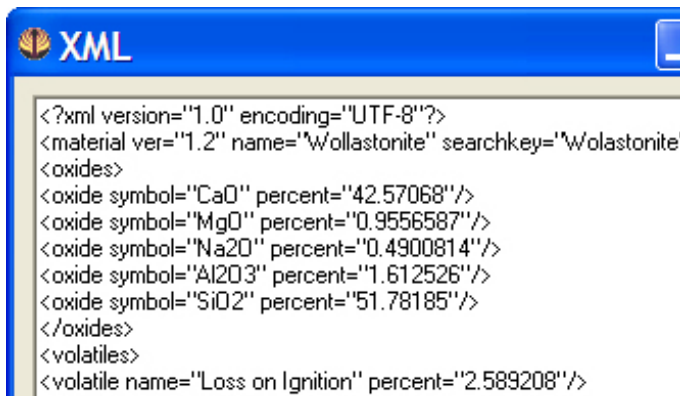 XML
<?xml version="1.0" encoding="UTF-8"?>
<material ver="1.2" name="Wollastonite" searchkey="Wolastonite"
<oxides>
<oxide symbol="CaO" percent="42.57068"/>
<oxide symbol="MgO" percent="0.9556587"/>
<oxide symbol="Na2O" percent="0.4900814"/>
<oxide symbol="Al2O3" percent="1.612526"/>
<oxide symbol="SiO2" percent="51.78185"/>
</oxides>
<volatiles>
<volatile name="Loss on Ignition" percent="2.589208"/>